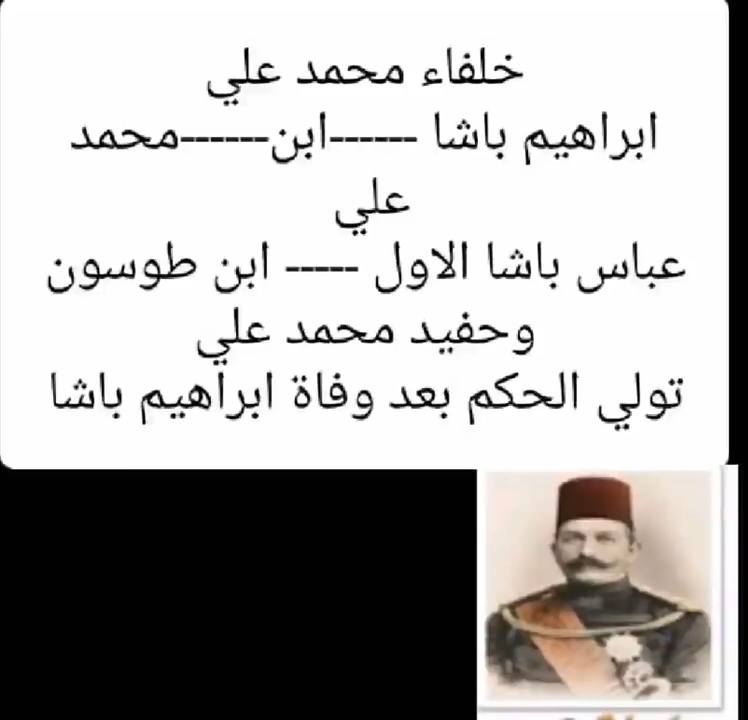 خلفاء محمد علي
ابراهيم باشا ------ابن------محمد
علي
عباس باشا الاول ----- ابن طوسون
وحفيد محمد علي
تولي الحكم بعد وفاة ابراهيم باشا